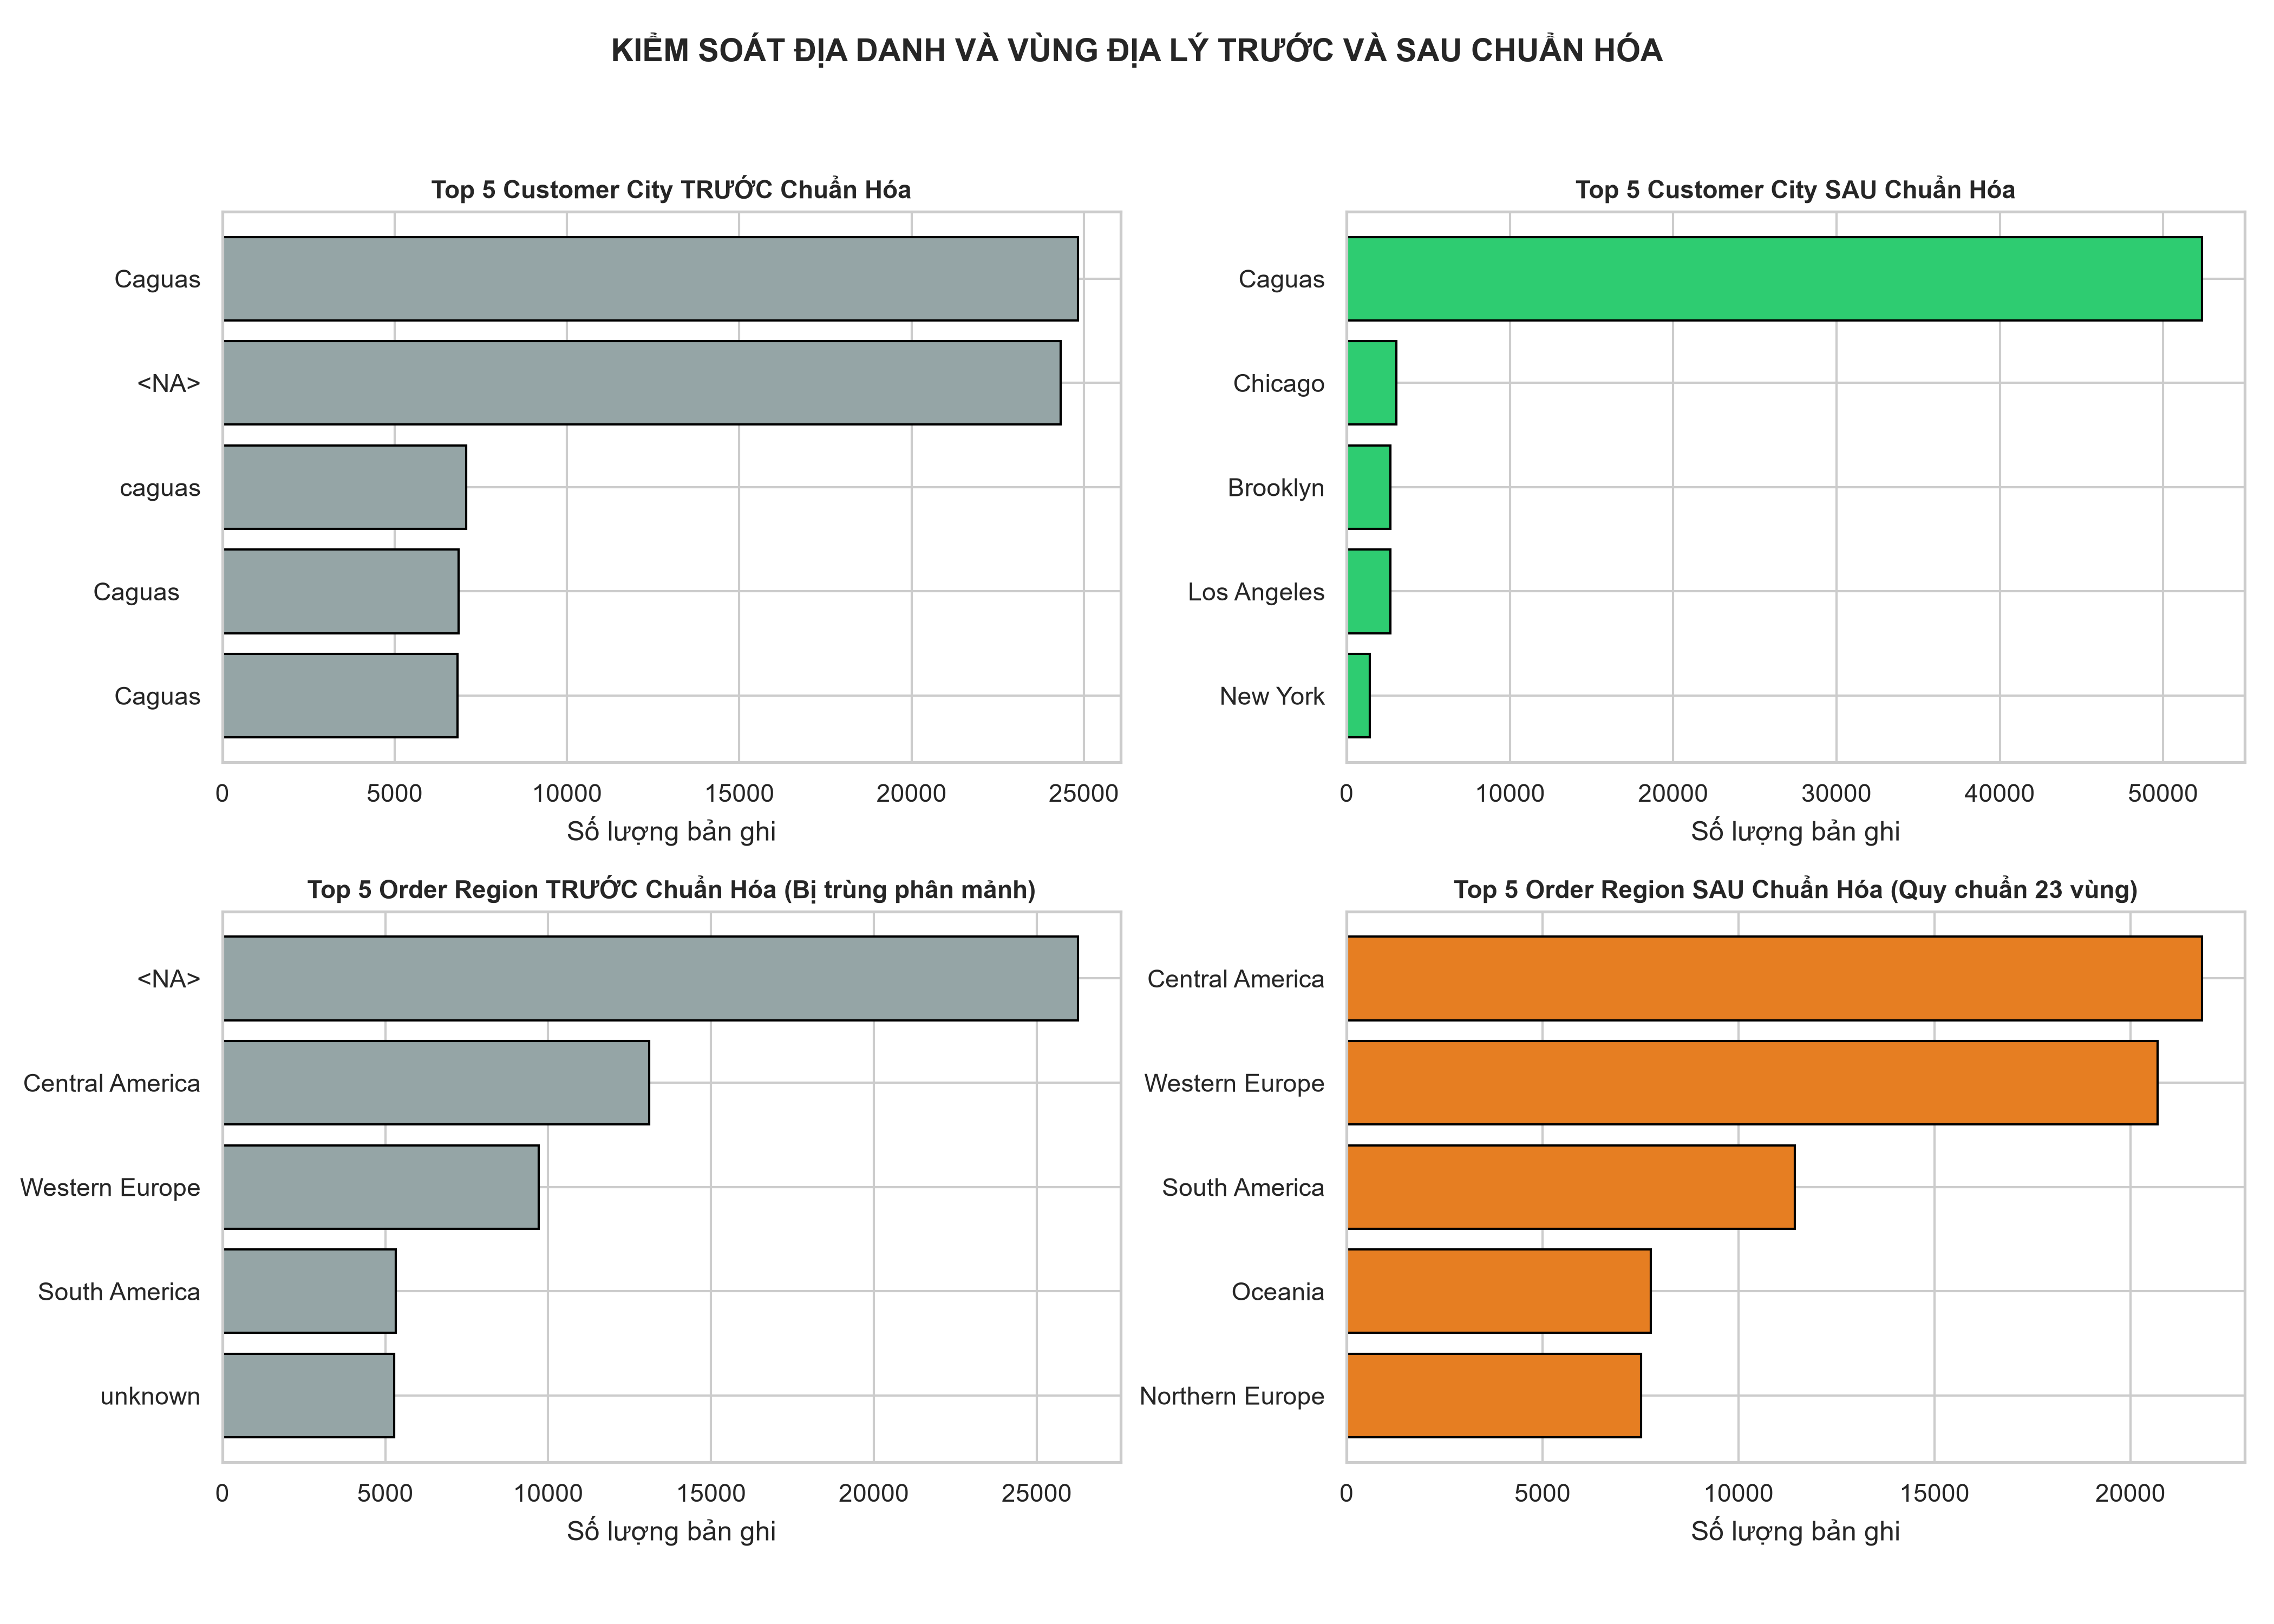 KIỂM SOÁT ĐỊA DANH VÀ VÙNG ĐỊA LÝ TRƯỚC VÀ SAU CHUẨN HÓA
Top 5 Customer City TRƯỚC Chuẩn Hóa
Caguas
<NA>
caguas
Caguas
Caguas
0 5000 10000 15000 20000 25000
Số lượng bản ghi
Top 5 Customer City SAU Chuẩn Hóa
Caguas
Chicago
Brooklyn
Los Angeles
New York
0 10000 20000 30000 40000 50000
Số lượng bản ghi
Top 5 Order Region TRƯỚC Chuẩn Hóa (Bị trùng phân mảnh)
<NA>
Central America
Western Europe
South America
unknown
0 5000 10000 15000 20000 25000
Số lượng bản ghi
Top 5 Order Region SAU Chuẩn Hóa (Quy chuẩn 23 vùng)
Central America
Western Europe
South America
Oceania
Northern Europe
0 5000 10000 15000 20000
Số lượng bản ghi